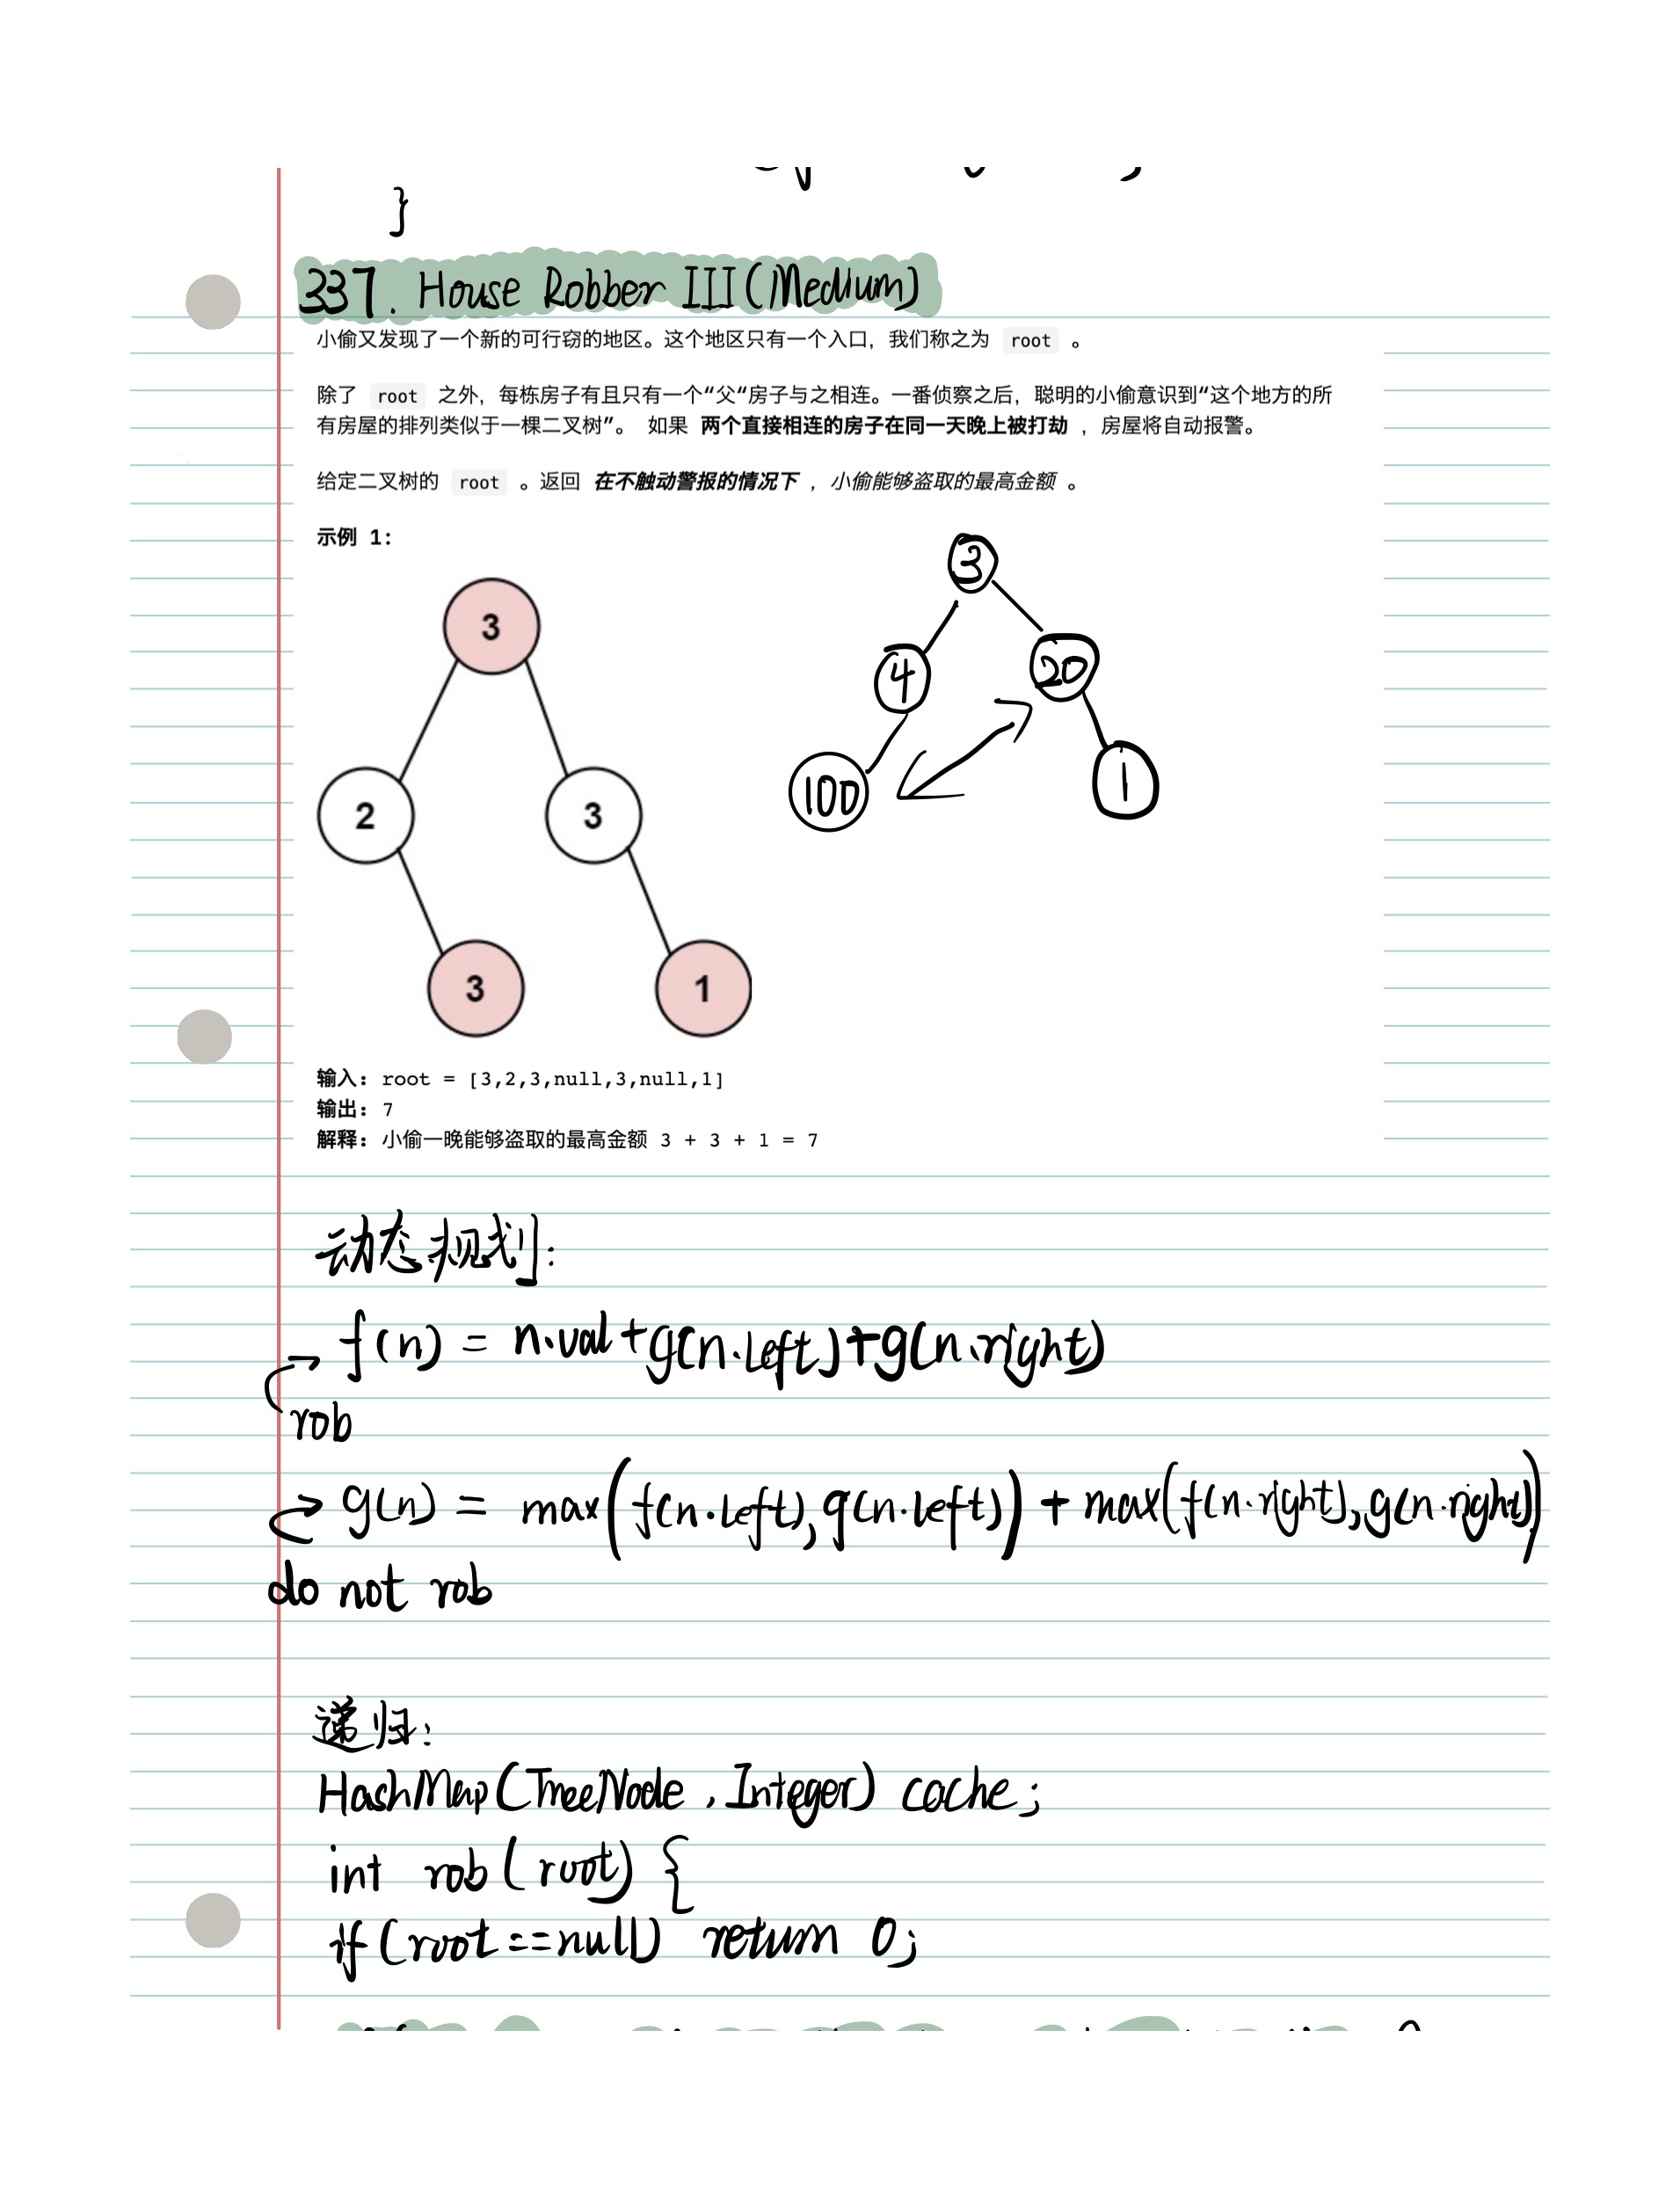 }
337. House Robber III (Medium)
小偷又发现了一个新的可行窃的地区。这个地区只有一个入口，我们称之为 root 。
除了 root 之外，每栋房子有且只有一个“父“房子与之相连。一番侦察之后，聪明的小偷意识到“这个地方的所
有房屋的排列类似于一棵二叉树”。 如果 两个直接相连的房子在同一天晚上被打劫 ，房屋将自动报警。
给定二叉树的 root 。返回 在不触动警报的情况下 ，小偷能够盗取的最高金额 。
示例 1:
3
2 3
3 1
3
4 20
100 1
输入: root = [3,2,3,null,3,null,1]
输出: 7
解释: 小偷一晚能够盗取的最高金额 3 + 3 + 1 = 7
动态规划:
f(n) = n.val+g(n.left)+g(n.right)
rob
g(n) = max(f(n.left),g(n.left)) + max(f(n.right),g(n.right))
do not rob
递归:
HashMap(TreeNode,Integer) cache;
int rob(root) {
if(root==null) return 0;